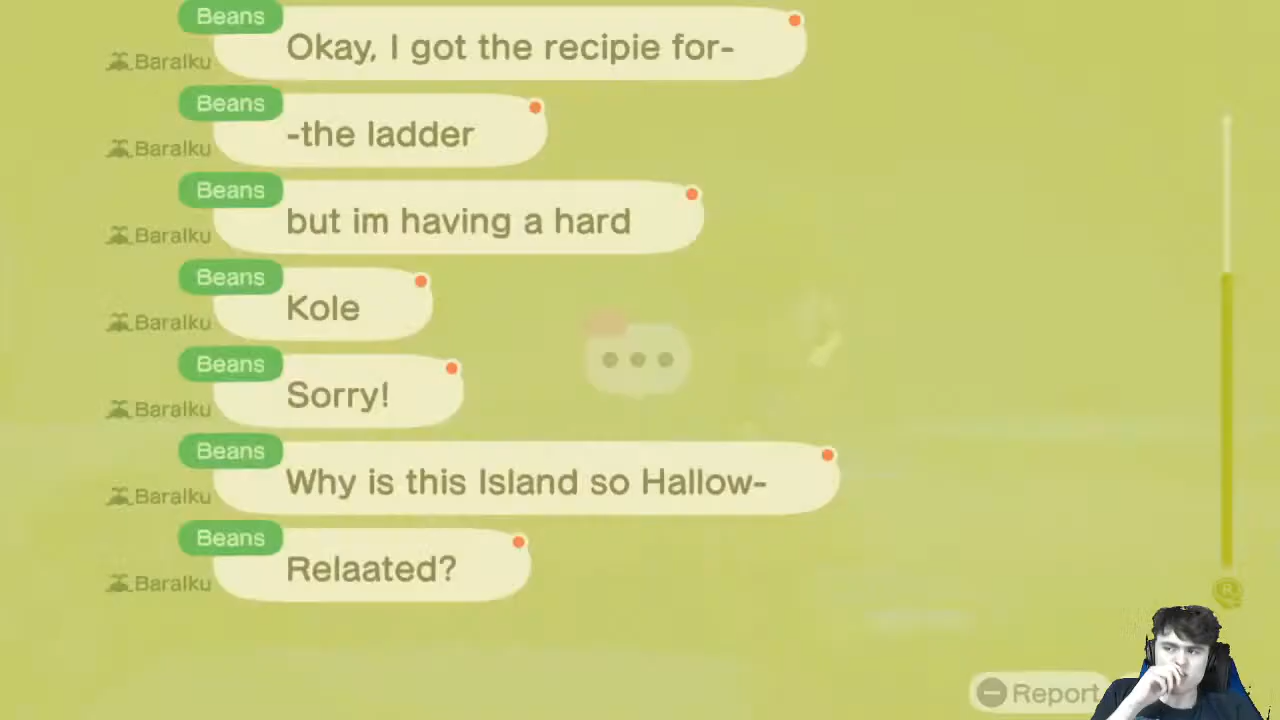 Beans
Okay, I got the recipie for-
Baralku
Beans
-the ladder
Baralku
Beans
but im having a hard
Baralku
Beans
Kole
Baralku
Beans
Sorry!
Baralku
Beans
Why is this Island so Hallow-
Baralku
Beans
Relaated?
Baralku
R
Report